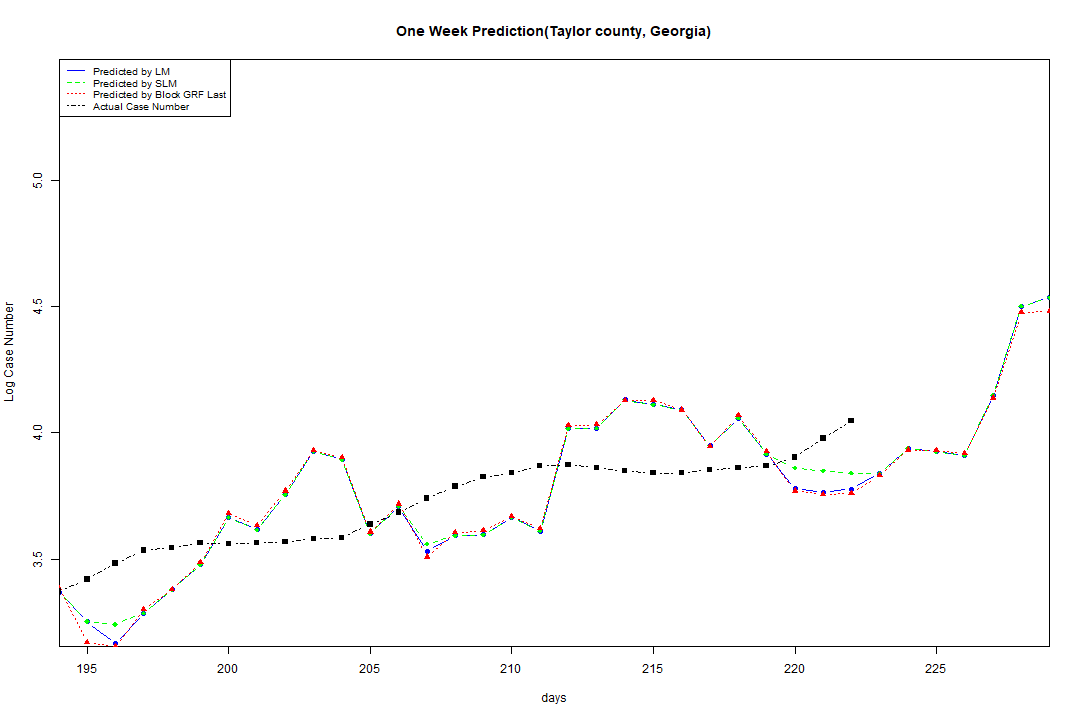 One Week Prediction(Taylor county, Georgia)
Predicted by LM
Predicted by SLM
Predicted by Block GRF Last
Actual Case Number
5.0
4.5
4.0
3.5
Log Case Number
195 200 205 210 215 220 225
days